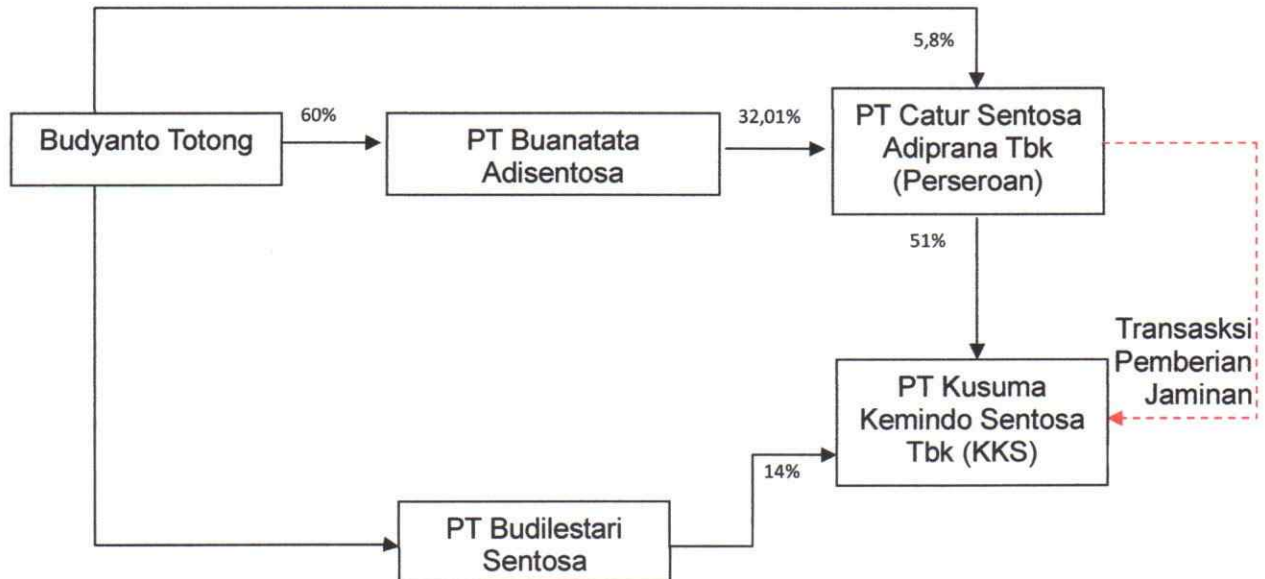 5,8%
Budyanto Totong
60%
PT Buanatata
Adisentosa
32,01%
PT Catur Sentosa
Adiprana Tbk
(Perseroan)
51%
Transasksi
Pemberian
Jaminan
PT Kusuma
Kemindo Sentosa
Tbk (KKS)
14%
PT Budilestari
Sentosa